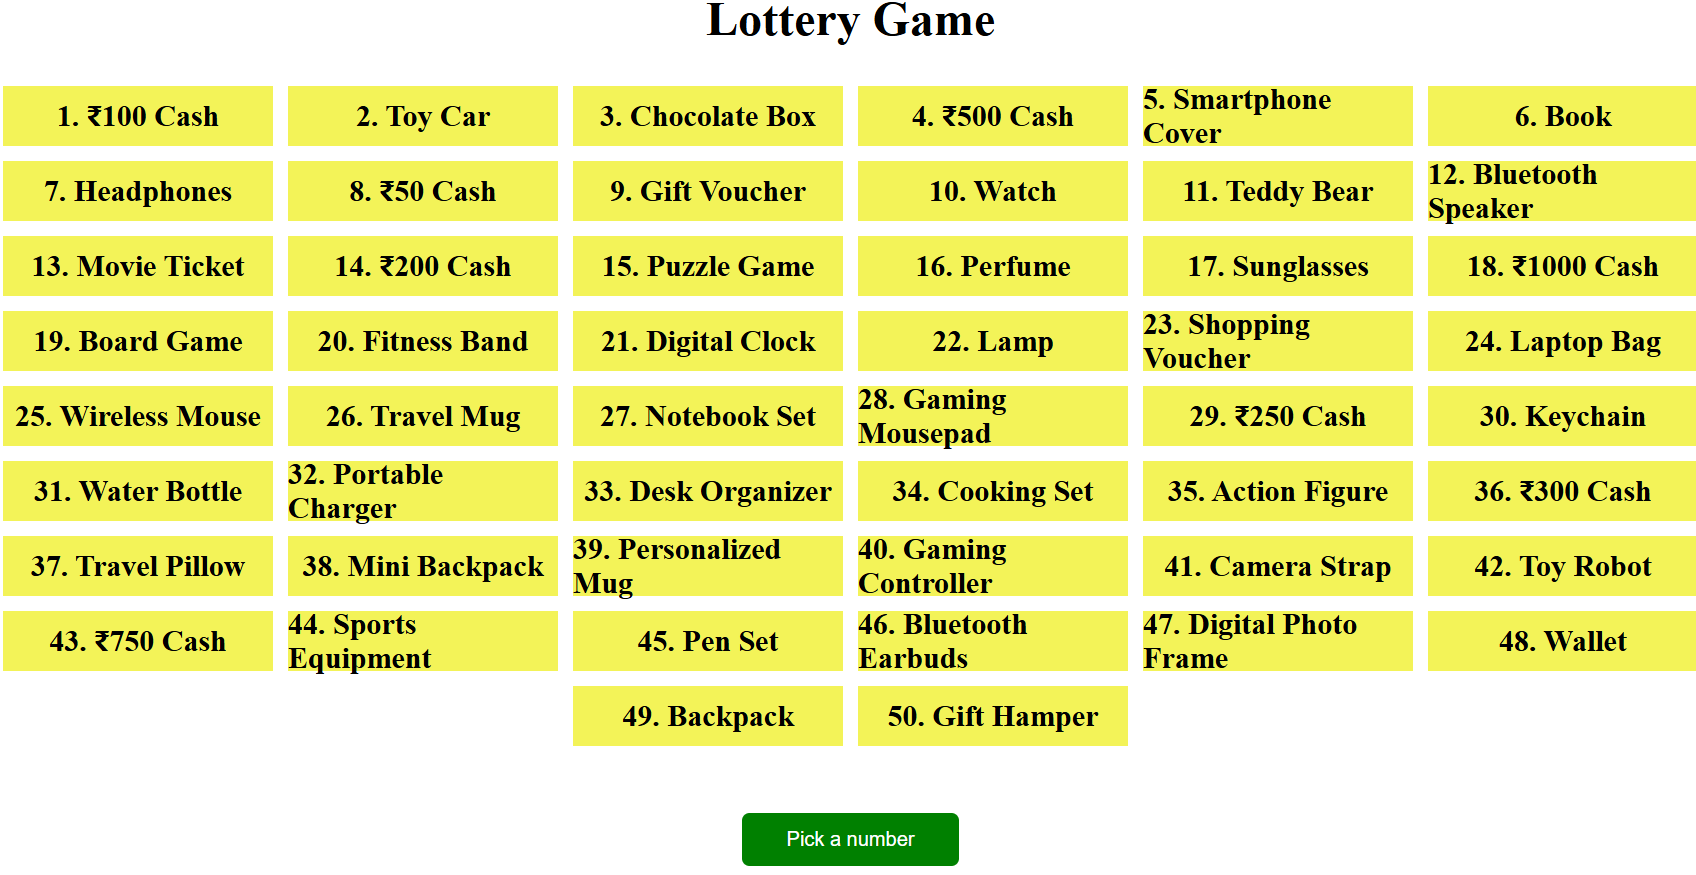 Lottery Game
1. ₹100 Cash
2. Toy Car
3. Chocolate Box
4. ₹500 Cash
5. Smartphone
Cover
6. Book
7. Headphones
8. ₹50 Cash
9. Gift Voucher
10. Watch
11. Teddy Bear
12. Bluetooth
Speaker
13. Movie Ticket
14. ₹200 Cash
15. Puzzle Game
16. Perfume
17. Sunglasses
18. ₹1000 Cash
19. Board Game
20. Fitness Band
21. Digital Clock
22. Lamp
23. Shopping
Voucher
24. Laptop Bag
25. Wireless Mouse
26. Travel Mug
27. Notebook Set
28. Gaming
Mousepad
29. ₹250 Cash
30. Keychain
31. Water Bottle
32. Portable
Charger
33. Desk Organizer
34. Cooking Set
35. Action Figure
36. ₹300 Cash
37. Travel Pillow
38. Mini Backpack
39. Personalized
Mug
40. Gaming
Controller
41. Camera Strap
42. Toy Robot
43. ₹750 Cash
44. Sports
Equipment
45. Pen Set
46. Bluetooth
Earbuds
47. Digital Photo
Frame
48. Wallet
49. Backpack
50. Gift Hamper
Pick a number